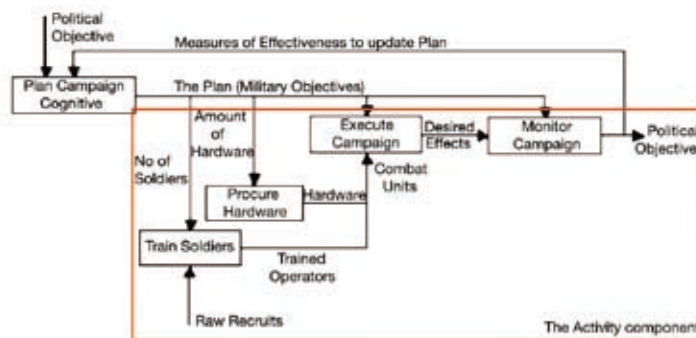 Political
Objective
Measures of Effectiveness to update Plan
Plan Campaign
Cognitive
The Plan (Military Objectives)
Amount
of
Hardware
Execute
Campaign
Desired
Effects
Monitor
Campaign
Political
Objective
No of
Soldiers
Combat
Units
Procure
Hardware
Hardware
Train Soldiers
Trained
Operators
Raw Recruits
The Activity component